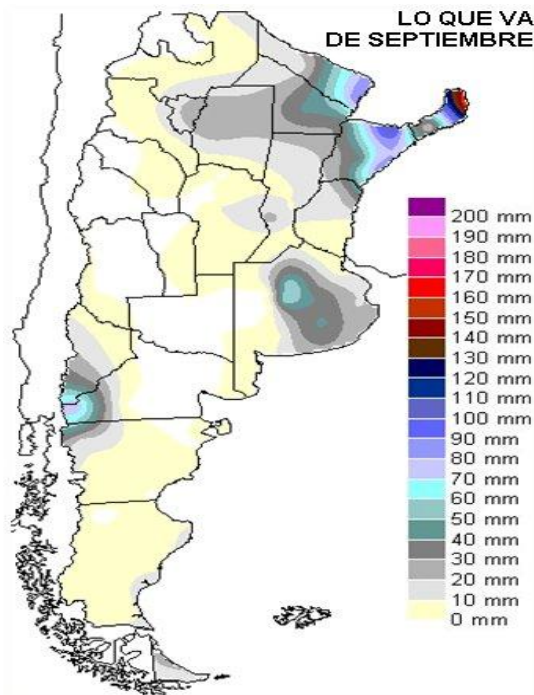 LO QUE VA
DE SEPTIEMBRE
200 mm
190 mm
180 mm
170 mm
160 mm
150 mm
140 mm
130 mm
120 mm
110 mm
100 mm
90 mm
80 mm
70 mm
60 mm
50 mm
40 mm
30 mm
20 mm
10 mm
0 mm